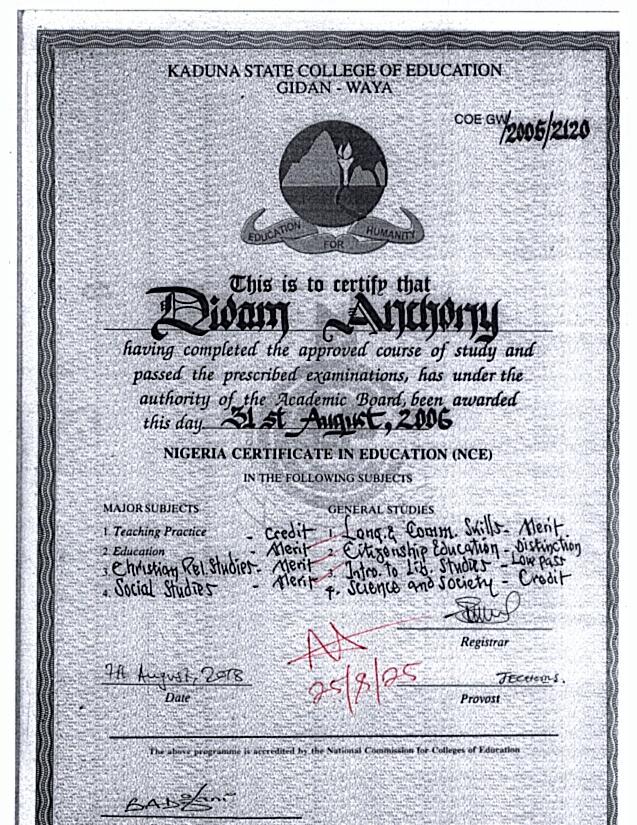 KADUNA STATE COLLEGE OF EDUCATION
GIDAN - WAYA
COE GW/2006/2120
EDUCATION FOR HUMANITY
This is to certify that
Didam Anthony
having completed the approved course of study and
passed the prescribed examinations, has under the
authority of the Academic Board, been awarded
this day 31st August, 2006
NIGERIA CERTIFICATE IN EDUCATION (NCE)
IN THE FOLLOWING SUBJECTS
MAJOR SUBJECTS
1. Teaching Practice - Credit
2. Education - Merit
3. Christian Rel. Studies - Merit
4. Social Studies - Merit
GENERAL STUDIES
1. Lang. & Comm. Skills - Merit
2. Citizenship Education - Distinction
3. Intro. to Lib. Studies - Low Pass
4. Science and Society - Credit
Registrar
7th August, 2018
Date
25/8/25
Provost
The above programme is accredited by the National Commission for Colleges of Education